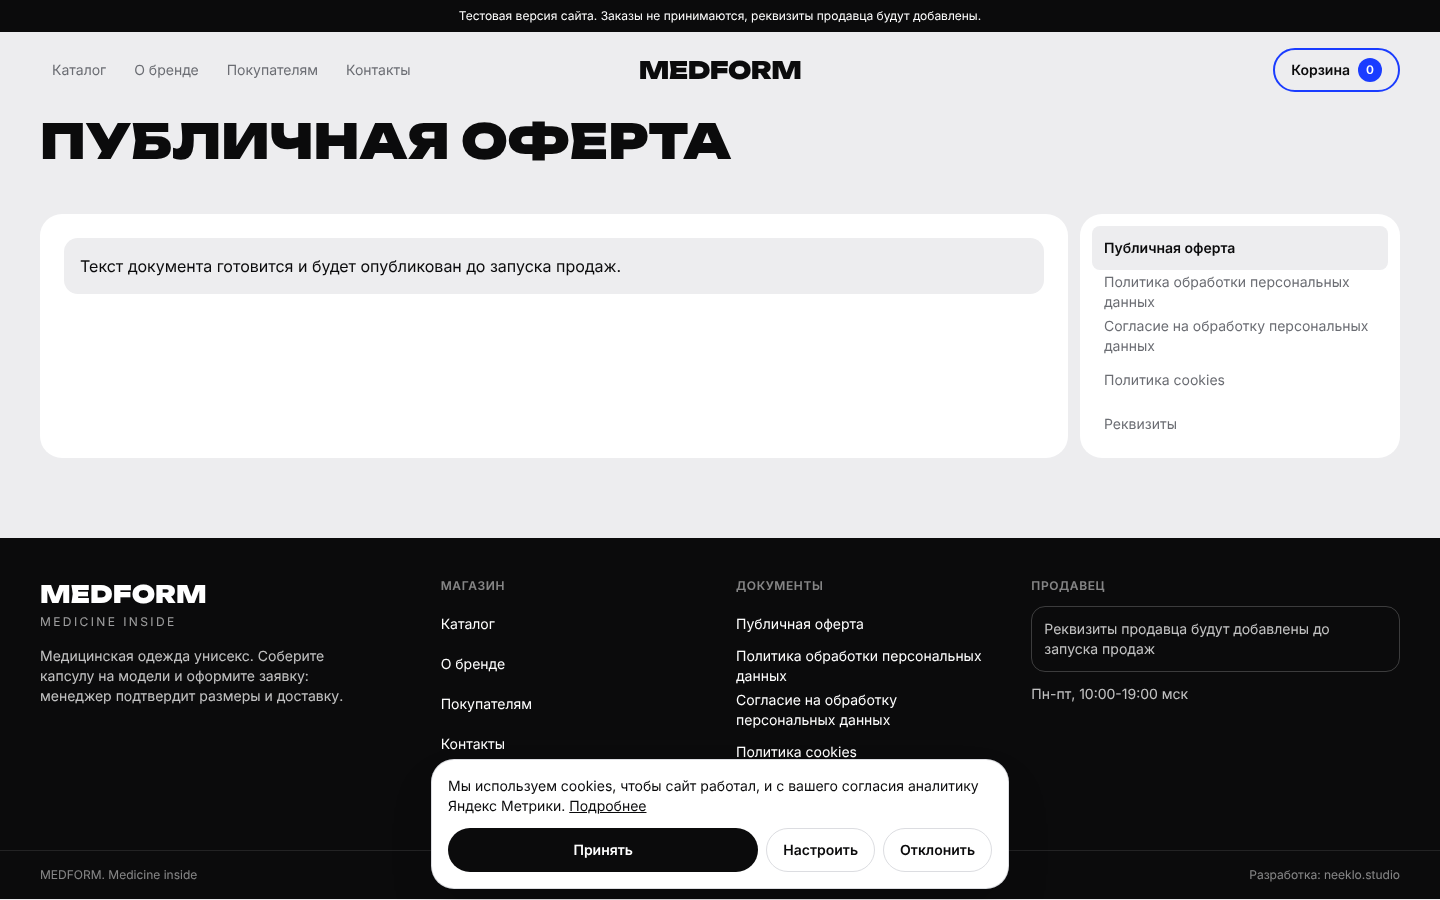 Тестовая версия сайта. Заказы не принимаются, реквизиты продавца будут добавлены.
Каталог О бренде Покупателям Контакты
MEDFORM
Корзина 0
ПУБЛИЧНАЯ ОФЕРТА
Текст документа готовится и будет опубликован до запуска продаж.
Публичная оферта
Политика обработки персональных
данных
Согласие на обработку персональных
данных
Политика cookies
Реквизиты
MEDFORM
MEDICINE INSIDE
Медицинская одежда унисекс. Соберите
капсулу на модели и оформите заявку:
менеджер подтвердит размеры и доставку.
МАГАЗИН
Каталог
О бренде
Покупателям
Контакты
ДОКУМЕНТЫ
Публичная оферта
Политика обработки персональных
данных
Согласие на обработку
персональных данных
Политика cookies
ПРОДАВЕЦ
Реквизиты продавца будут добавлены до
запуска продаж
Пн-пт, 10:00-19:00 мск
Мы используем cookies, чтобы сайт работал, и с вашего согласия аналитику
Яндекс Метрики. Подробнее
Принять Настроить Отклонить
MEDFORM. Medicine inside
Разработка: neeklo.studio